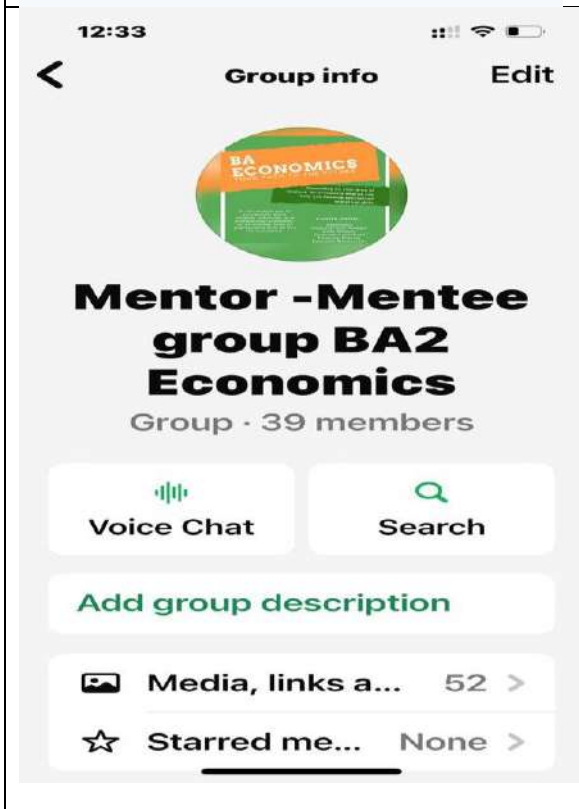 12:33
Group info Edit
BA
ECONOMICS
Mentor -Mentee
group BA2
Economics
Group · 39 members
Voice Chat Search
Add group description
Media, links a... 52 >
Starred me... None >